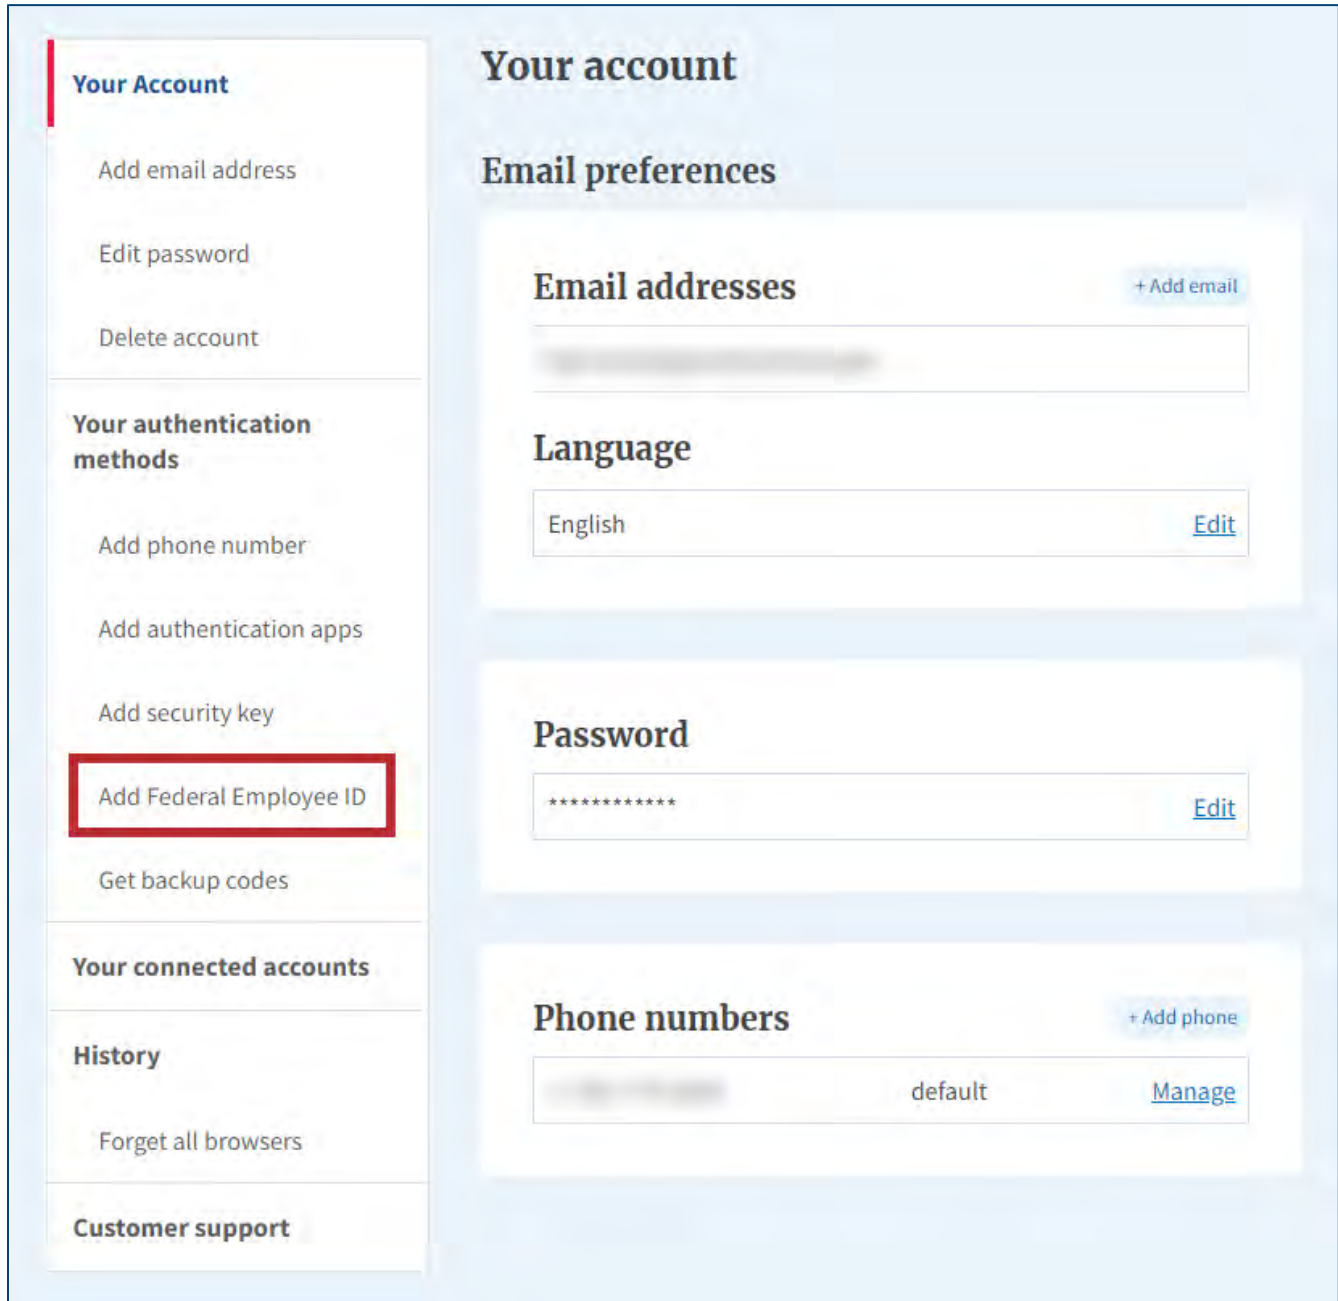 Your Account
Add email address
Edit password
Delete account
Your authentication
methods
Add phone number
Add authentication apps
Add security key
Add Federal Employee ID
Get backup codes
Your connected accounts
History
Forget all browsers
Customer support
Your account
Email preferences
Email addresses
+ Add email
Language
English Edit
Password
************ Edit
Phone numbers
+ Add phone
default Manage